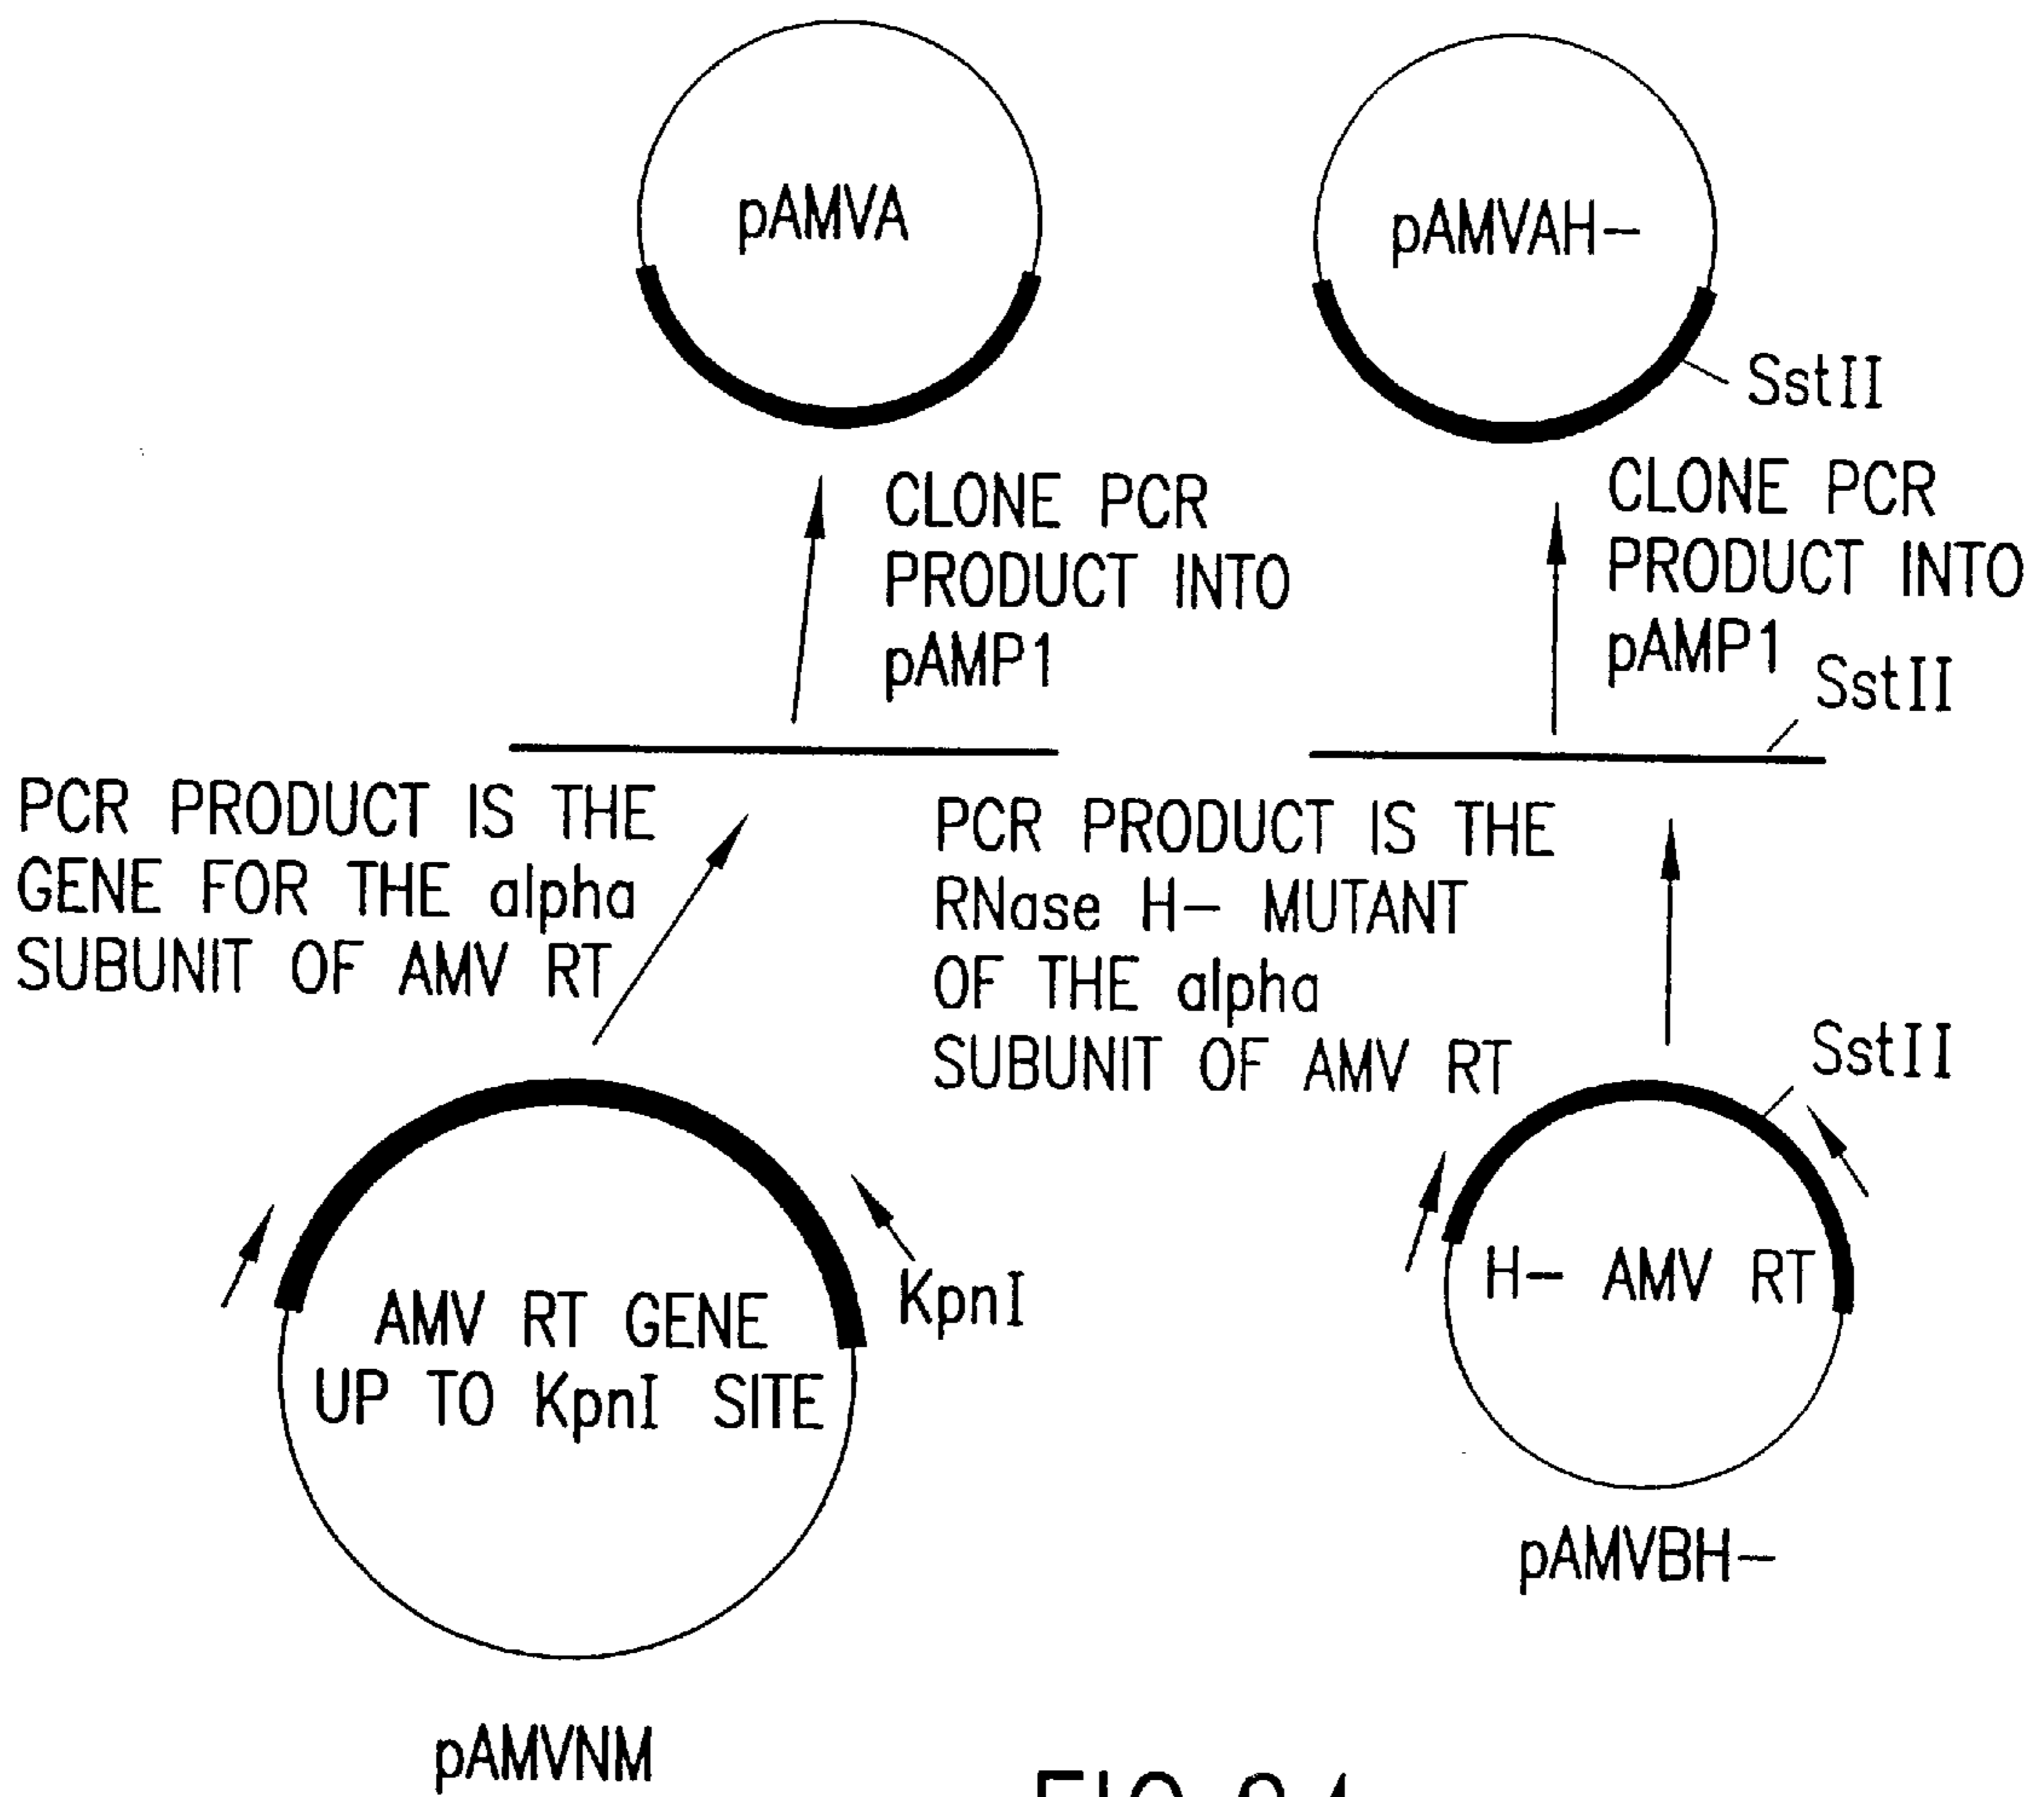 pAMVA
pAMVAH-
SstII
CLONE PCR
PRODUCT INTO
pAMP1
CLONE PCR
PRODUCT INTO
pAMP1
SstII
PCR PRODUCT IS THE
GENE FOR THE alpha
SUBUNIT OF AMV RT
PCR PRODUCT IS THE
RNase H- MUTANT
OF THE alpha
SUBUNIT OF AMV RT
SstII
KpnI
AMV RT GENE
UP TO KpnI SITE
H- AMV RT
pAMVBH-
pAMVNM